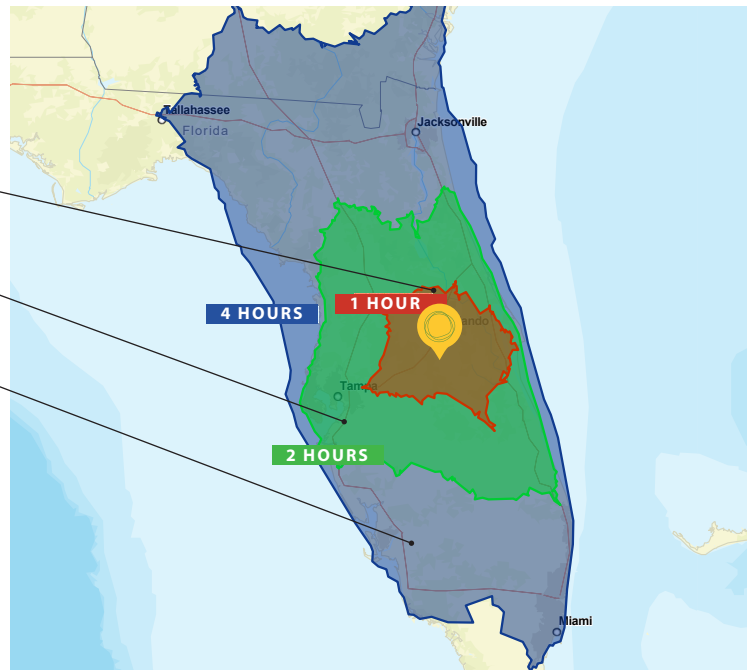 Tallahassee
Florida
Jacksonville
1 HOUR
4 HOURS
Tampa
2 HOURS
Miami